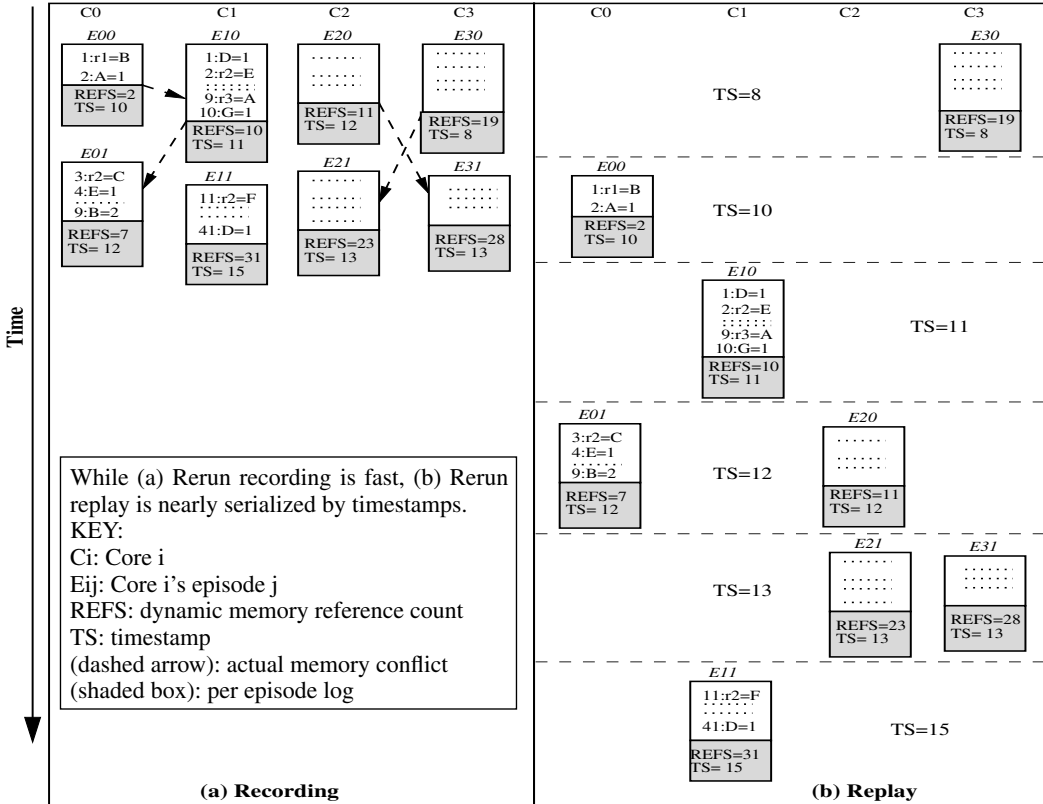 C0 C1 C2 C3
E00 E10 E20 E30
1:r1=B
2:A=1
REFS=2
TS= 10
1:D=1
2:r2=E
9:r3=A
10:G=1
REFS=10
TS= 11
REFS=11
TS= 12
REFS=19
TS= 8
E01 E11 E21 E31
3:r2=C
4:E=1
9:B=2
REFS=7
TS= 12
11:r2=F
41:D=1
REFS=31
TS= 15
REFS=23
TS= 13
REFS=28
TS= 13
Time
While (a) Rerun recording is fast, (b) Rerun
replay is nearly serialized by timestamps.
KEY:
Ci: Core i
Eij: Core i's episode j
REFS: dynamic memory reference count
TS: timestamp
(dashed arrow): actual memory conflict
(shaded box): per episode log
(a) Recording
C0 C1 C2 C3
E30
TS=8
REFS=19
TS= 8
E00
1:r1=B
2:A=1
REFS=2
TS= 10
TS=10
E10
1:D=1
2:r2=E
9:r3=A
10:G=1
REFS=10
TS= 11
TS=11
E01
3:r2=C
4:E=1
9:B=2
REFS=7
TS= 12
TS=12
E20
REFS=11
TS= 12
TS=13
E21
REFS=23
TS= 13
E31
REFS=28
TS= 13
E11
11:r2=F
41:D=1
REFS=31
TS= 15
TS=15
(b) Replay